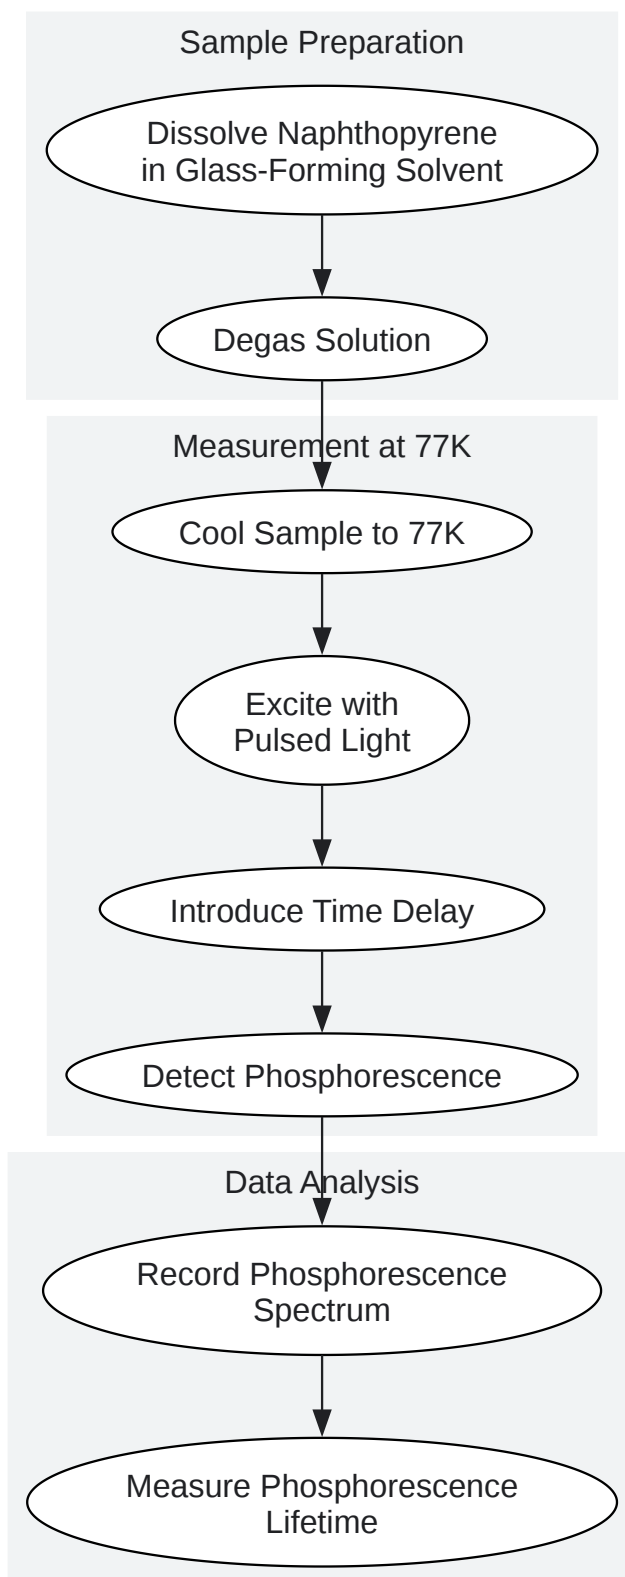 Sample Preparation
Dissolve Naphthopyrene
in Glass-Forming Solvent
Degas Solution
Measurement at 77K
Cool Sample to 77K
Excite with
Pulsed Light
Introduce Time Delay
Detect Phosphorescence
Data Analysis
Record Phosphorescence
Spectrum
Measure Phosphorescence
Lifetime